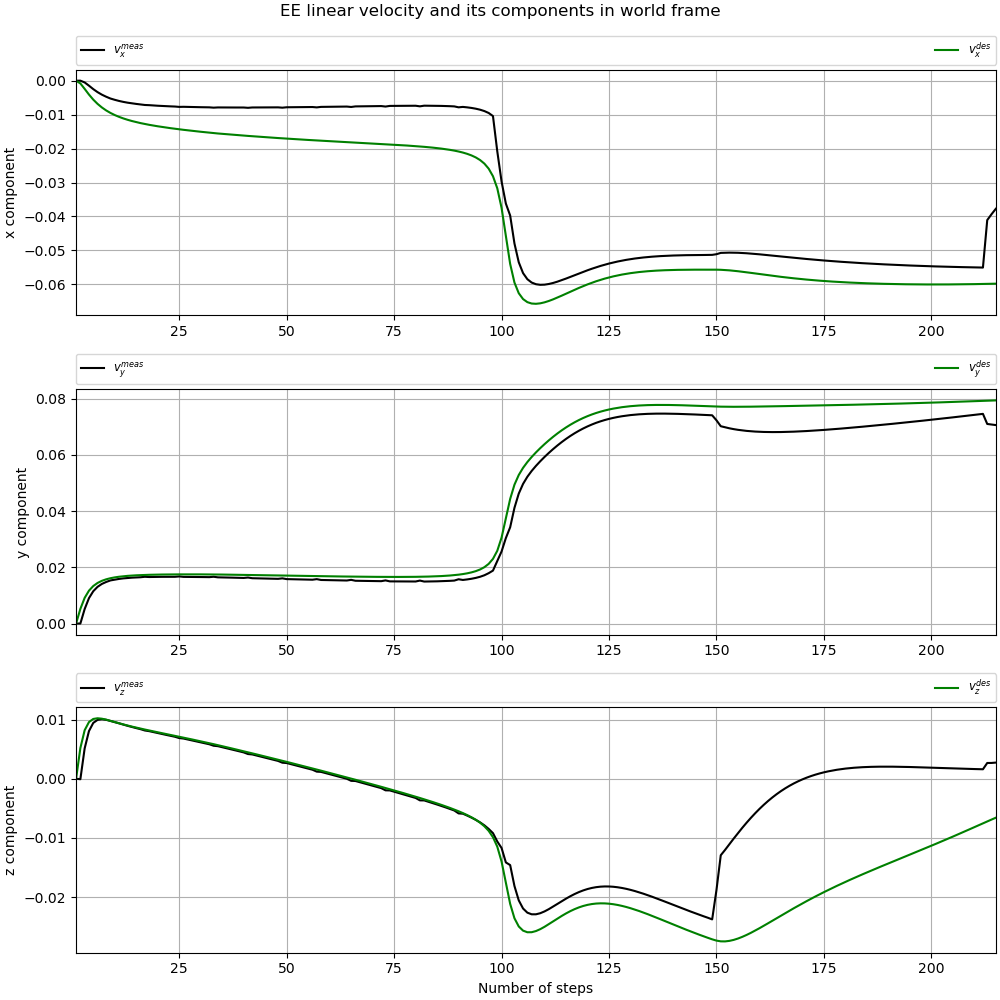 EE linear velocity and its components in world frame
v_x^meas v_x^des
0.00
−0.01
−0.02
−0.03
−0.04
−0.05
−0.06
x component
25 50 75 100 125 150 175 200
v_y^meas v_y^des
0.08
0.06
0.04
0.02
0.00
y component
25 50 75 100 125 150 175 200
v_z^meas v_z^des
0.01
0.00
−0.01
−0.02
z component
25 50 75 100 125 150 175 200
Number of steps